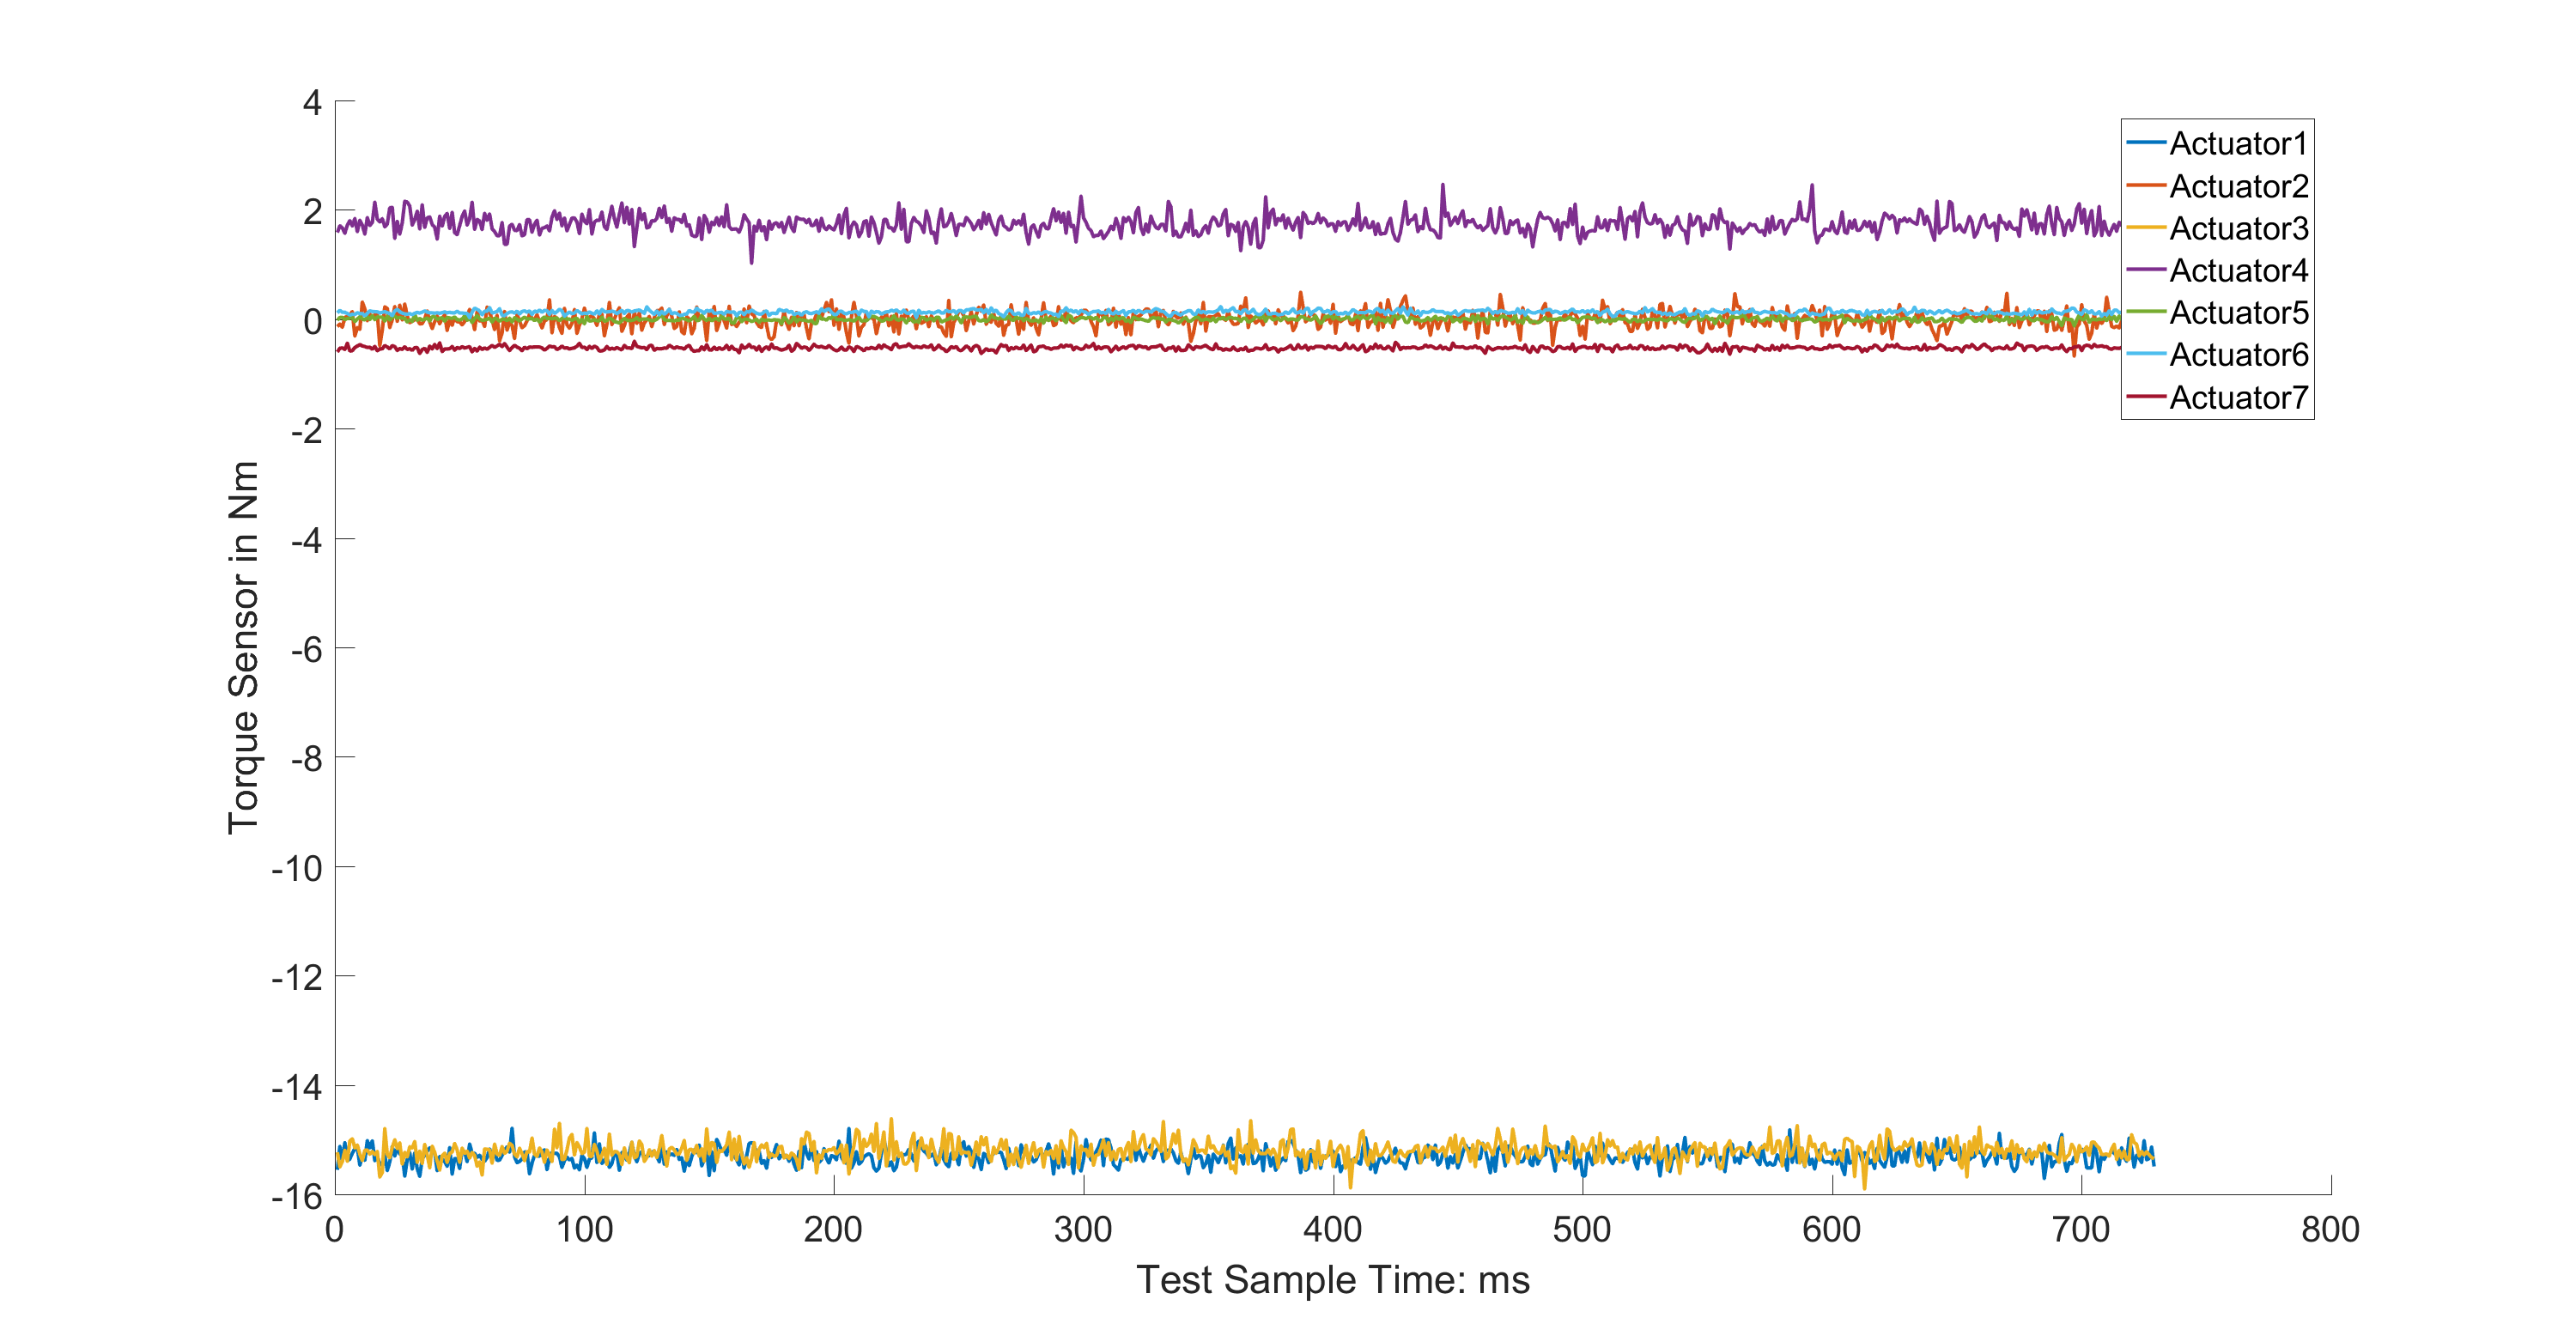 4
2
0
-2
-4
-6
-8
-10
-12
-14
-16
Torque Sensor in Nm
0 100 200 300 400 500 600 700 800
Test Sample Time: ms
Actuator1
Actuator2
Actuator3
Actuator4
Actuator5
Actuator6
Actuator7